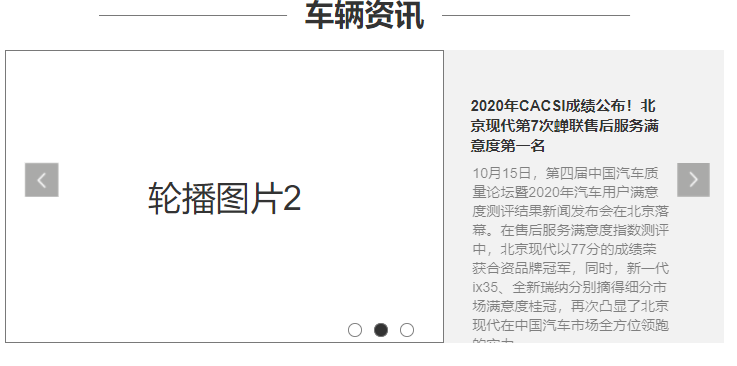 车辆资讯
轮播图片2
2020年CACSI成绩公布！北
京现代第7次蝉联售后服务满
意度第一名
10月15日，第四届中国汽车质
量论坛暨2020年汽车用户满意
度测评结果新闻发布会在北京落
幕。在售后服务满意度指数测评
中，北京现代以77分的成绩荣
获合资品牌冠军，同时，新一代
ix35、全新瑞纳分别摘得细分市
场满意度桂冠，再次凸显了北京
现代在中国汽车市场全方位领跑